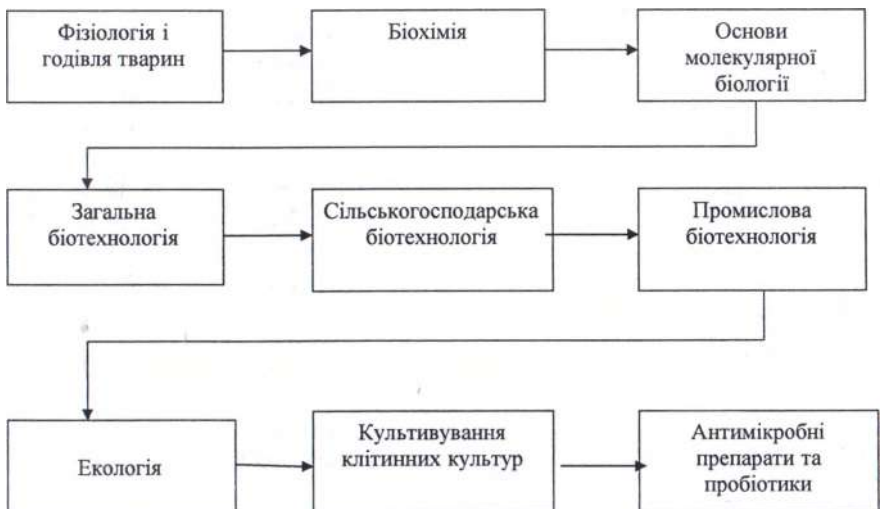 Фізіологія і
годівля тварин
Біохімія
Основи
молекулярної
біології
Загальна
біотехнологія
Сільськогосподарська
біотехнологія
Промислова
біотехнологія
Екологія
Культивування
клітинних культур
Антимікробні
препарати та
пробіотики